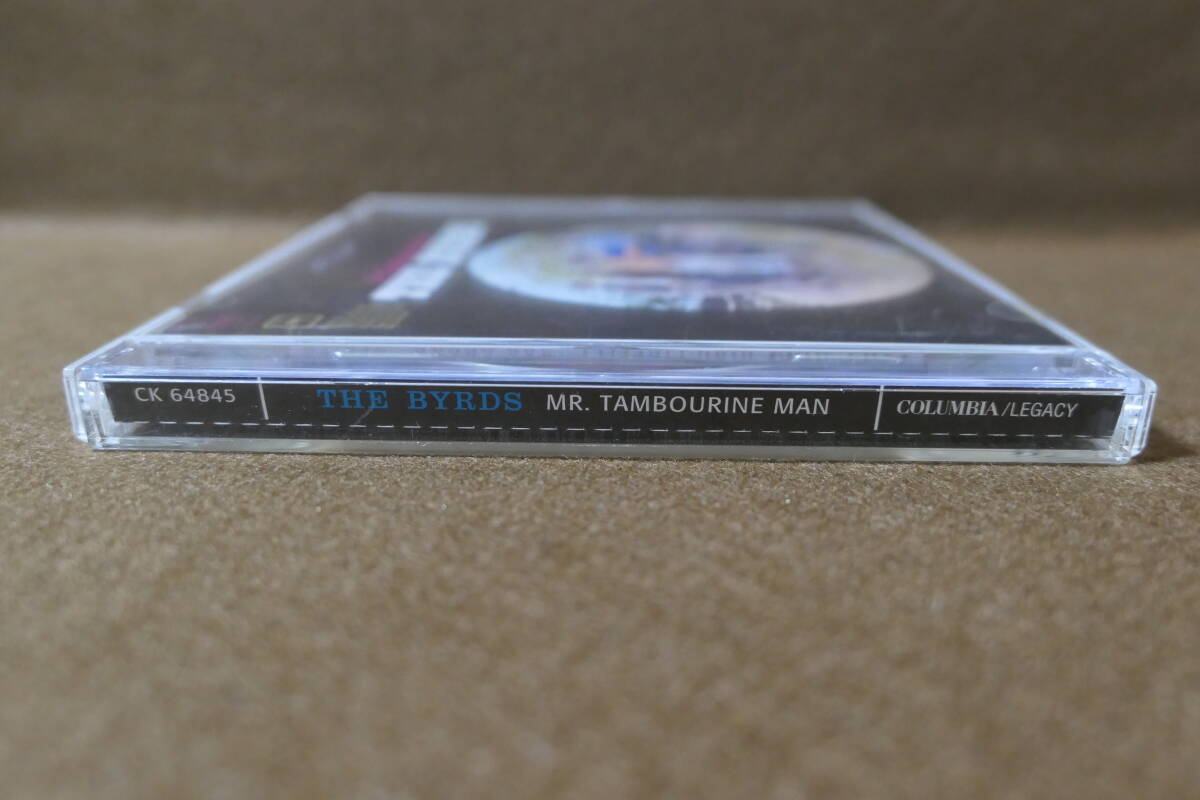 CK 64845 THE BYRDS MR. TAMBOURINE MAN COLUMBIA/LEGACY